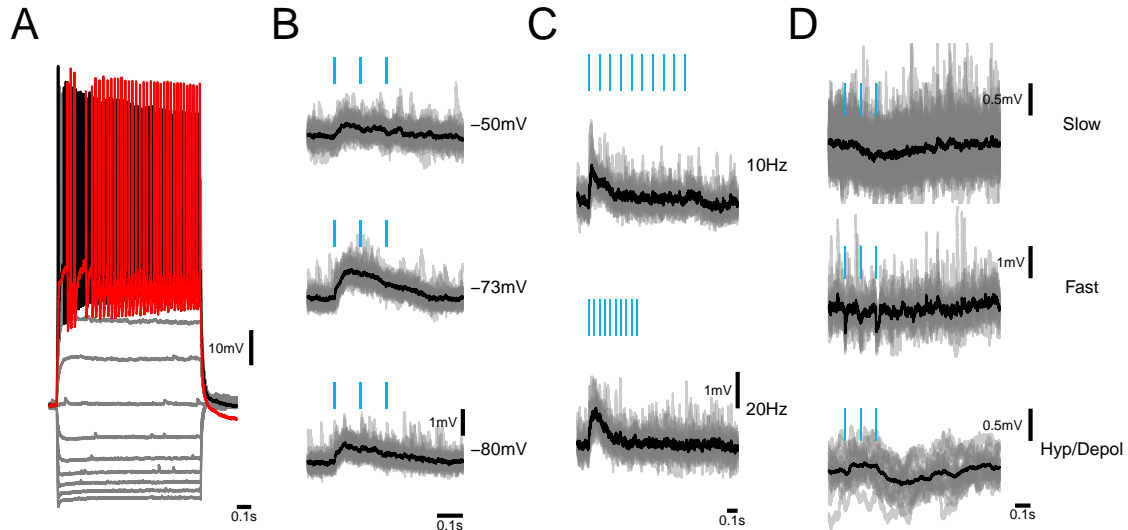 A
B
C
D
–50mV
0.5mV
Slow
10Hz
10mV
–73mV
1mV
Fast
1mV
–80mV
1mV
20Hz
0.5mV
Hyp/Depol
0.1s
0.1s
0.1s
0.1s